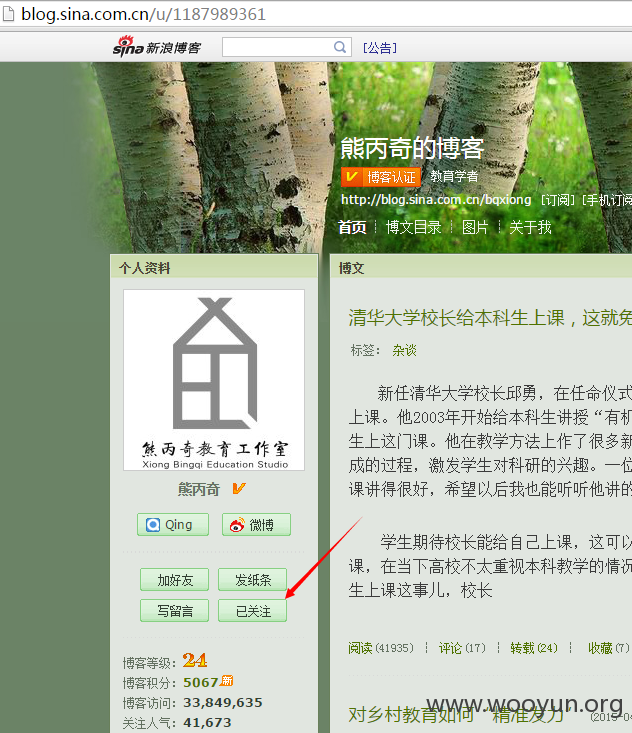 blog.sina.com.cn/u/1187989361
sina 新浪博客
[公告]
熊丙奇的博客
博客认证 教育学者
http://blog.sina.com.cn/bqxiong [订阅] [手机订阅
首页 博文目录 图片 关于我
个人资料
熊丙奇教育工作室
Xiong Bingqi Education Studio
熊丙奇
Qing 微博
加好友 发纸条
写留言 已关注
博客等级: 24
博客积分: 5067
博客访问: 33,849,635
关注人气: 41,673
博文
清华大学校长给本科生上课，这就免
标签: 杂谈
新任清华大学校长邱勇，在任命仪式
上课。他2003年开始给本科生讲授“有机
生上这门课。他在教学方法上作了很多新
成的过程，激发学生对科研的兴趣。一位
课讲得很好，希望以后我也能听听他讲的
学生期待校长能给自己上课，这可以
课，在当下高校不太重视本科教学的情况
生上课这事儿，校长
阅读(41935) 评论(17) 转载(24) 收藏(7)
对乡村教育如何“精准发力”
www.wooyun.org